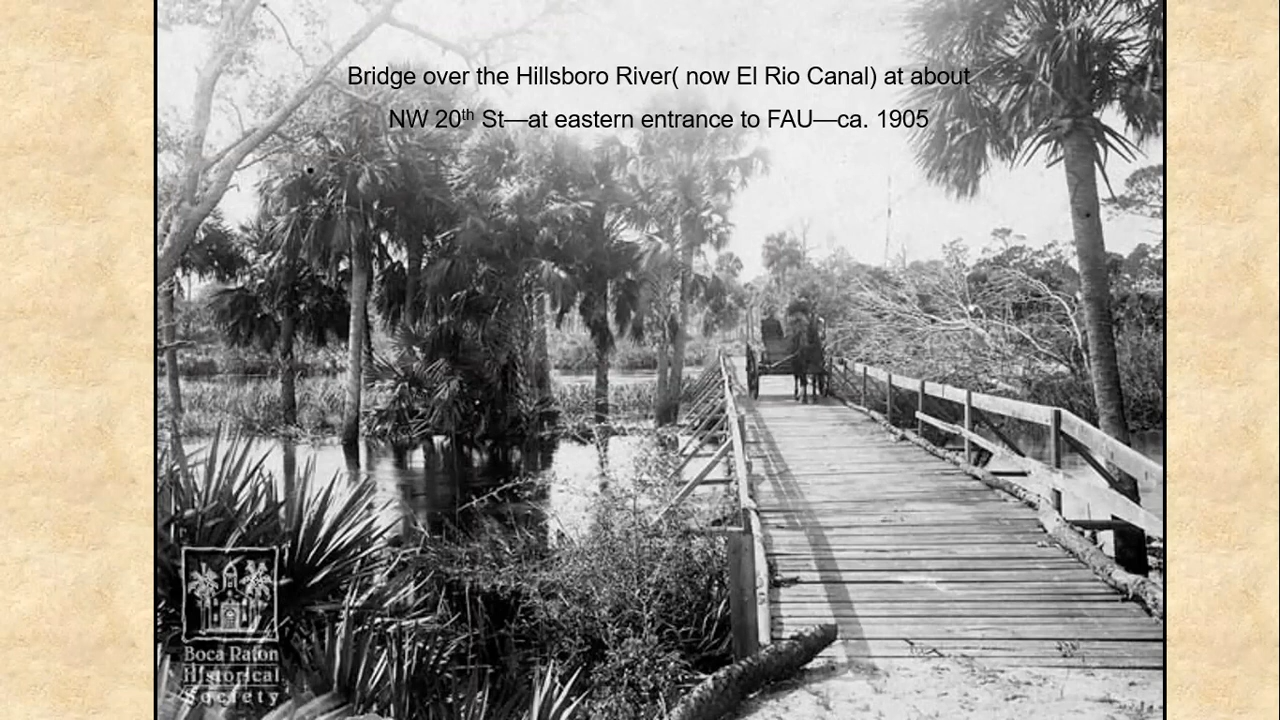 Bridge over the Hillsboro River( now El Rio Canal) at about
NW 20th St—at eastern entrance to FAU—ca. 1905
Boca Raton
Historical
Society